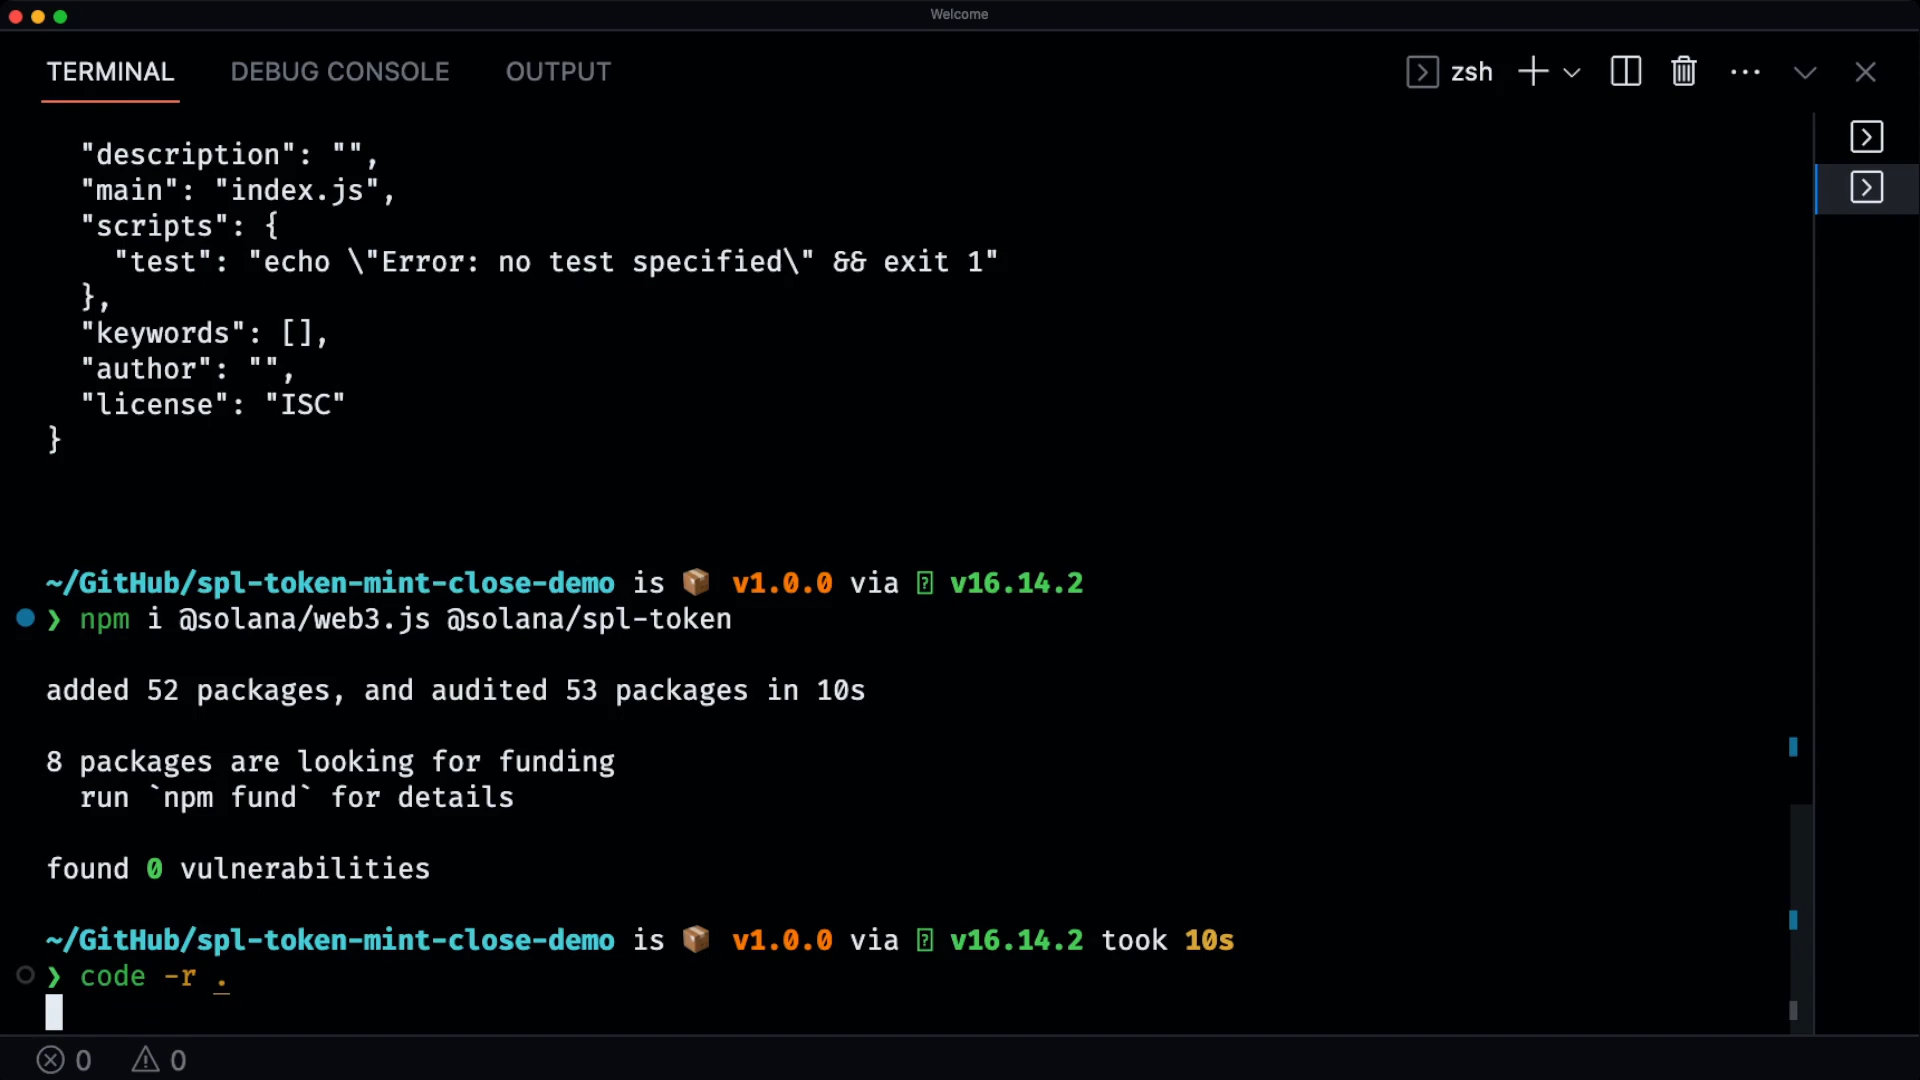 Welcome
TERMINAL DEBUG CONSOLE OUTPUT zsh
"description": "",
"main": "index.js",
"scripts": {
"test": "echo \"Error: no test specified\" && exit 1"
},
"keywords": [],
"author": "",
"license": "ISC"
}
~/GitHub/spl-token-mint-close-demo is 📦 v1.0.0 via ⍰ v16.14.2
❯ npm i @solana/web3.js @solana/spl-token
added 52 packages, and audited 53 packages in 10s
8 packages are looking for funding
run `npm fund` for details
found 0 vulnerabilities
~/GitHub/spl-token-mint-close-demo is 📦 v1.0.0 via ⍰ v16.14.2 took 10s
❯ code -r .
0 0